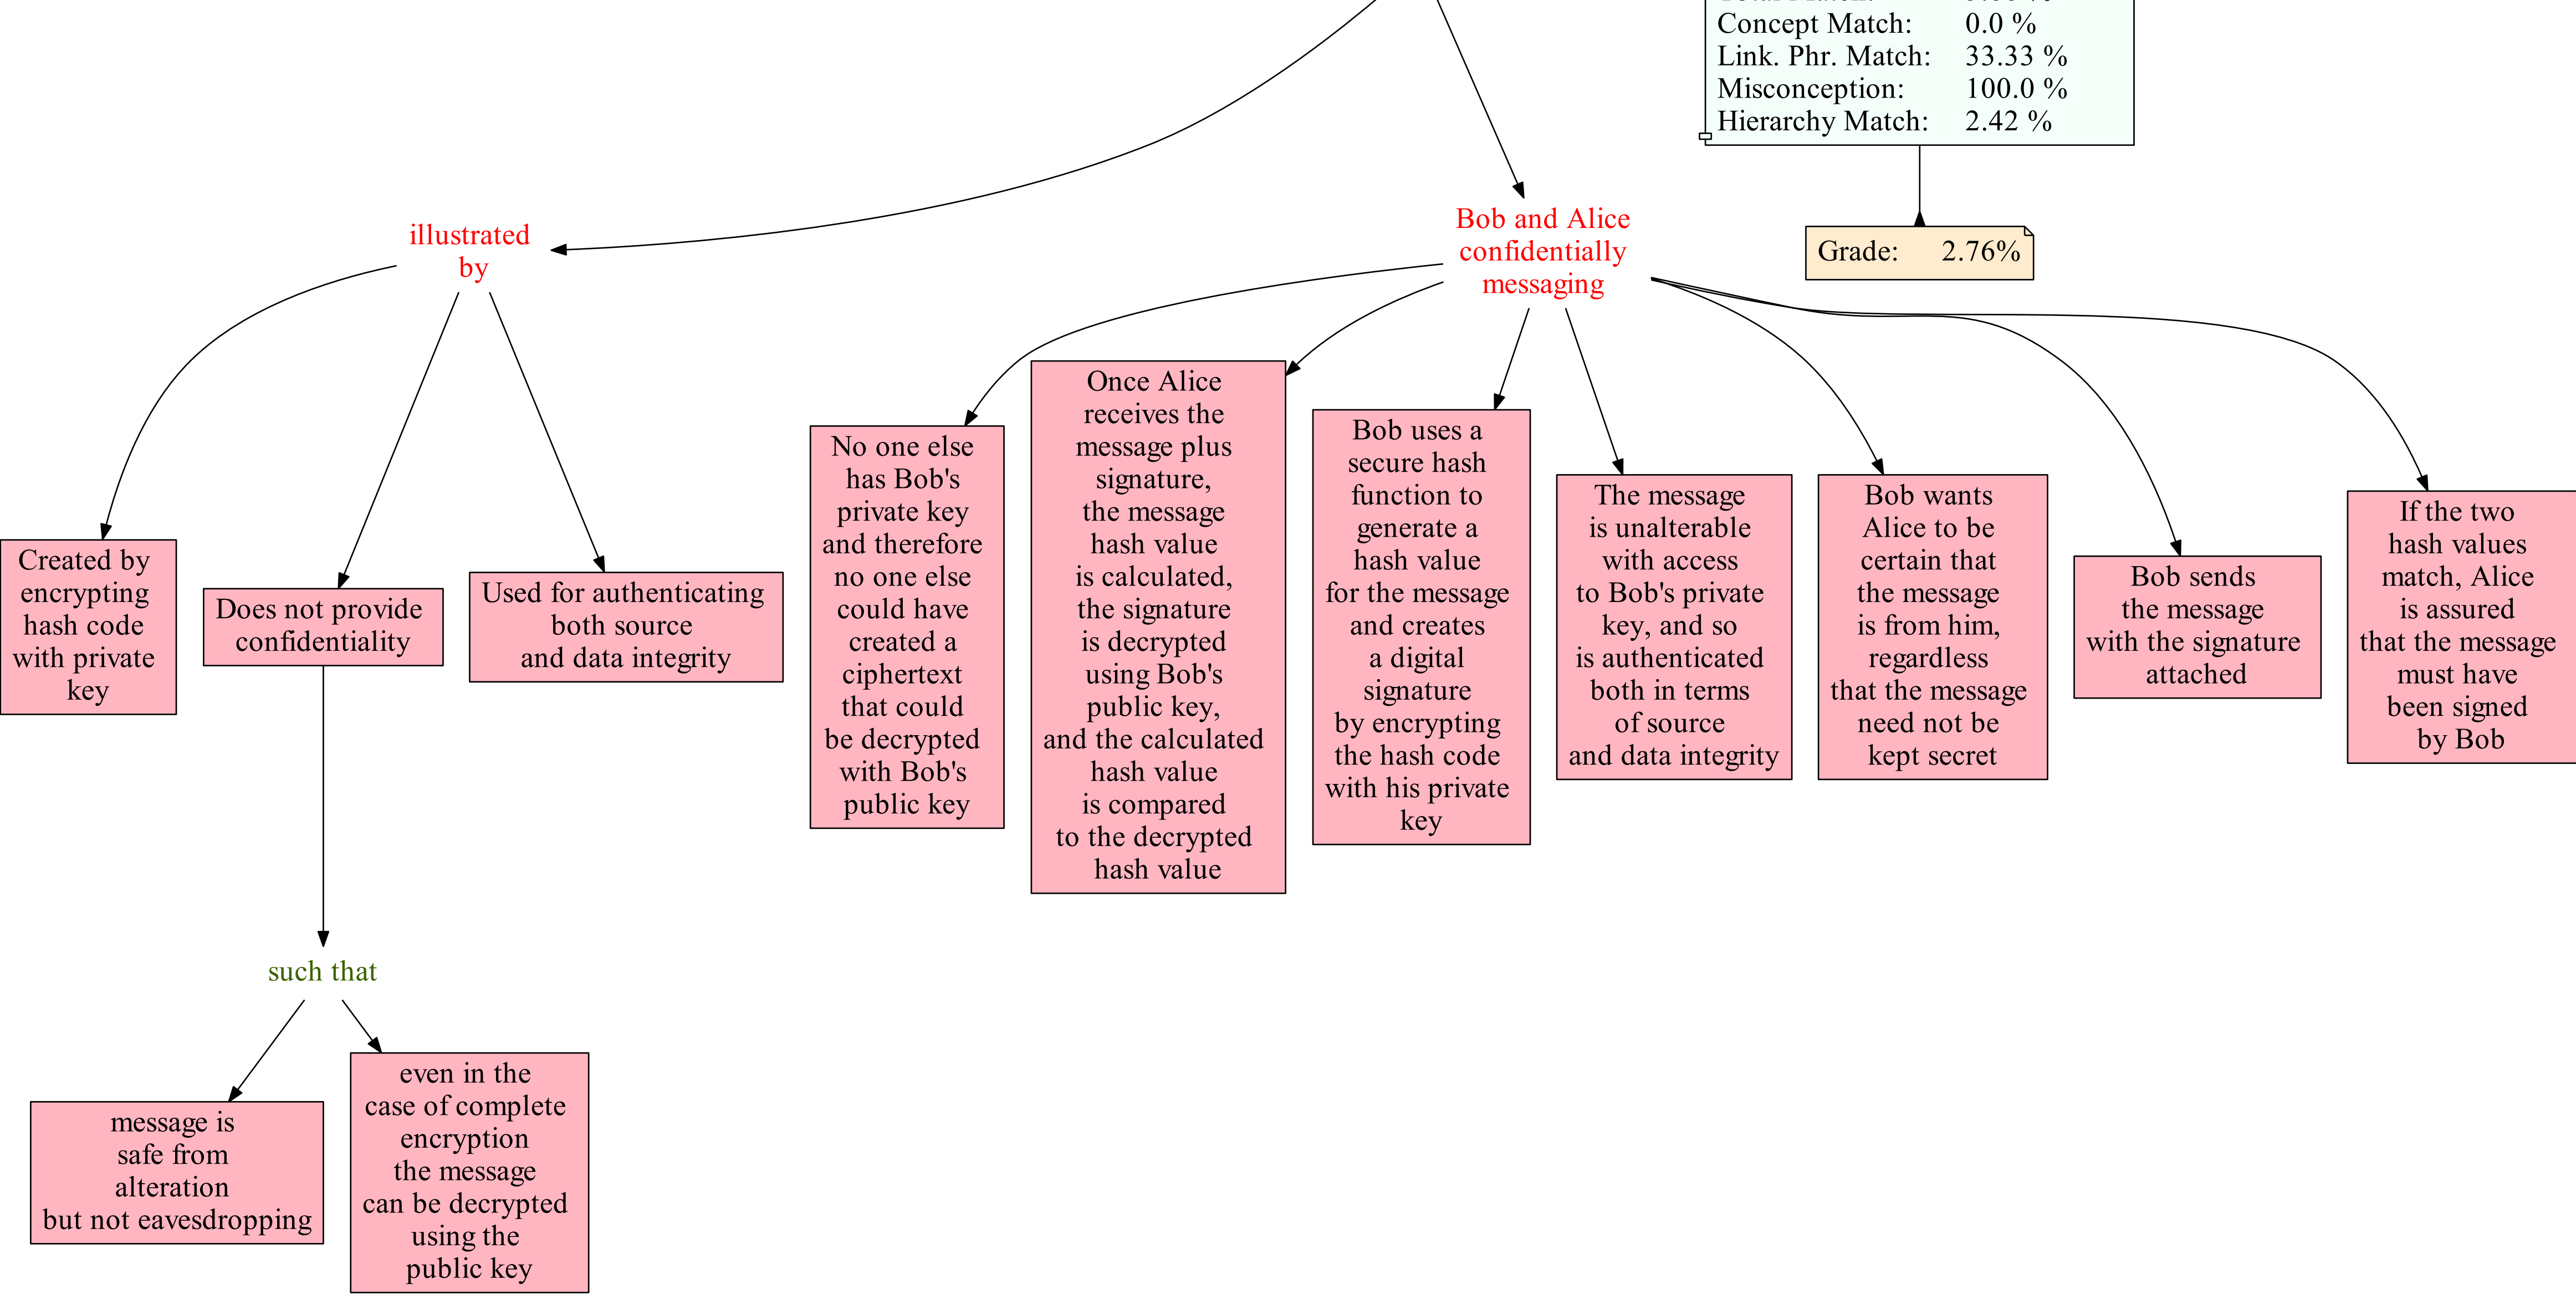 Concept Match: 0.0 %
Link. Phr. Match: 33.33 %
Misconception: 100.0 %
Hierarchy Match: 2.42 %
Grade: 2.76%
illustrated
by
Bob and Alice
confidentially
messaging
Created by
encrypting
hash code
with private
key
Does not provide
confidentiality
Used for authenticating
both source
and data integrity
No one else
has Bob's
private key
and therefore
no one else
could have
created a
ciphertext
that could
be decrypted
with Bob's
public key
Once Alice
receives the
message plus
signature,
the message
hash value
is calculated,
the signature
is decrypted
using Bob's
public key,
and the calculated
hash value
is compared
to the decrypted
hash value
Bob uses a
secure hash
function to
generate a
hash value
for the message
and creates
a digital
signature
by encrypting
the hash code
with his private
key
The message
is unalterable
with access
to Bob's private
key, and so
is authenticated
both in terms
of source
and data integrity
Bob wants
Alice to be
certain that
the message
is from him,
regardless
that the message
need not be
kept secret
Bob sends
the message
with the signature
attached
If the two
hash values
match, Alice
is assured
that the message
must have
been signed
by Bob
such that
message is
safe from
alteration
but not eavesdropping
even in the
case of complete
encryption
the message
can be decrypted
using the
public key